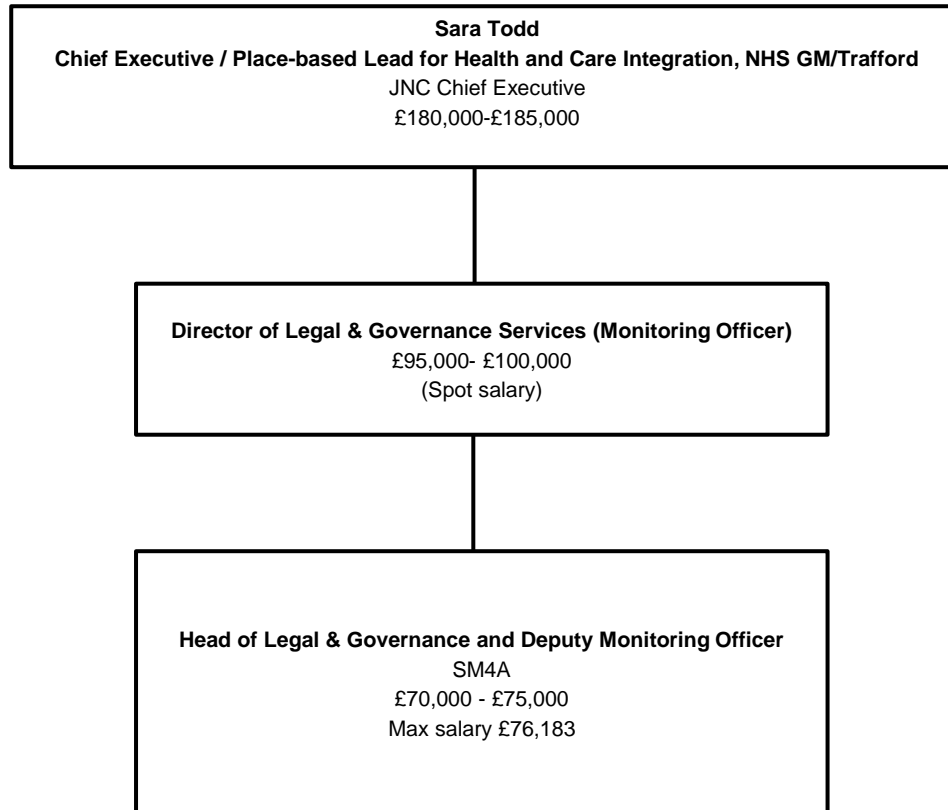 Sara Todd
Chief Executive / Place-based Lead for Health and Care Integration, NHS GM/Trafford
JNC Chief Executive
£180,000-£185,000
Director of Legal & Governance Services (Monitoring Officer)
£95,000- £100,000
(Spot salary)
Head of Legal & Governance and Deputy Monitoring Officer
SM4A
£70,000 - £75,000
Max salary £76,183